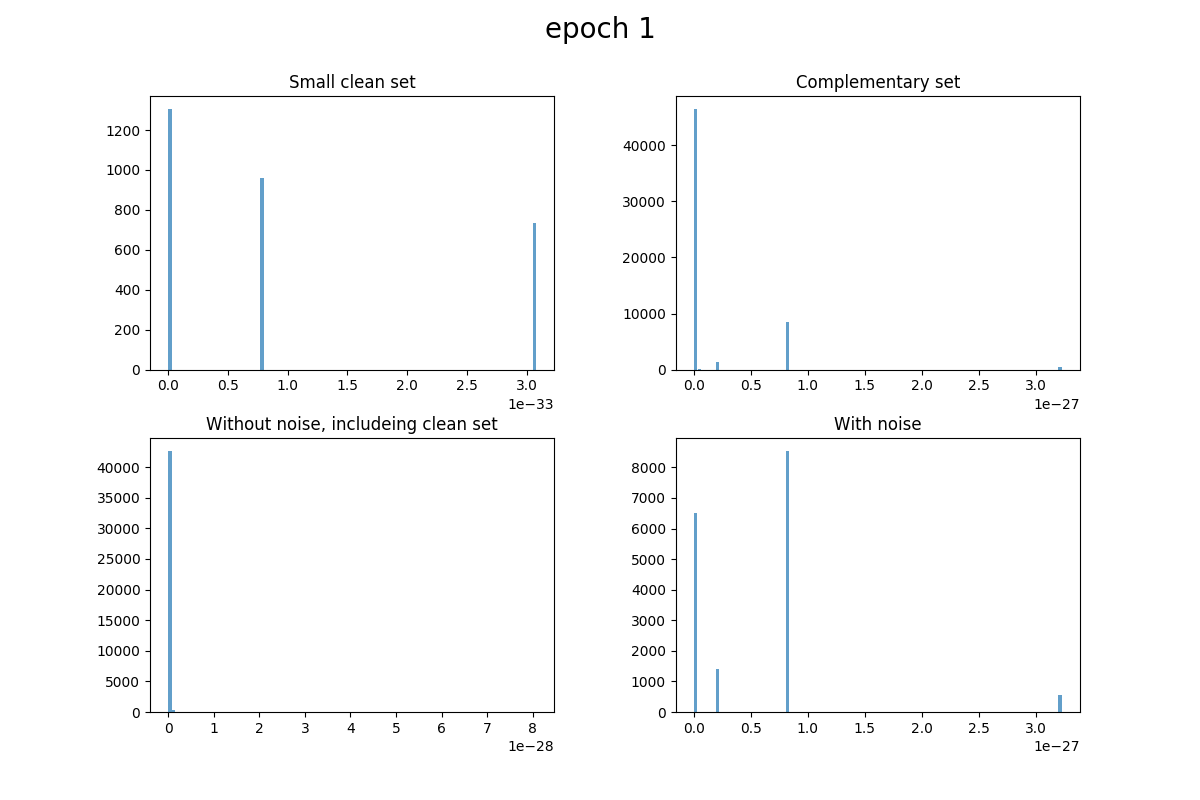 epoch 1
Small clean set
1200
1000
800
600
400
200
0
0.0 0.5 1.0 1.5 2.0 2.5 3.0
1e−33
Complementary set
40000
30000
20000
10000
0
0.0 0.5 1.0 1.5 2.0 2.5 3.0
1e−27
Without noise, includeing clean set
40000
35000
30000
25000
20000
15000
10000
5000
0
0 1 2 3 4 5 6 7 8
1e−28
With noise
8000
7000
6000
5000
4000
3000
2000
1000
0
0.0 0.5 1.0 1.5 2.0 2.5 3.0
1e−27